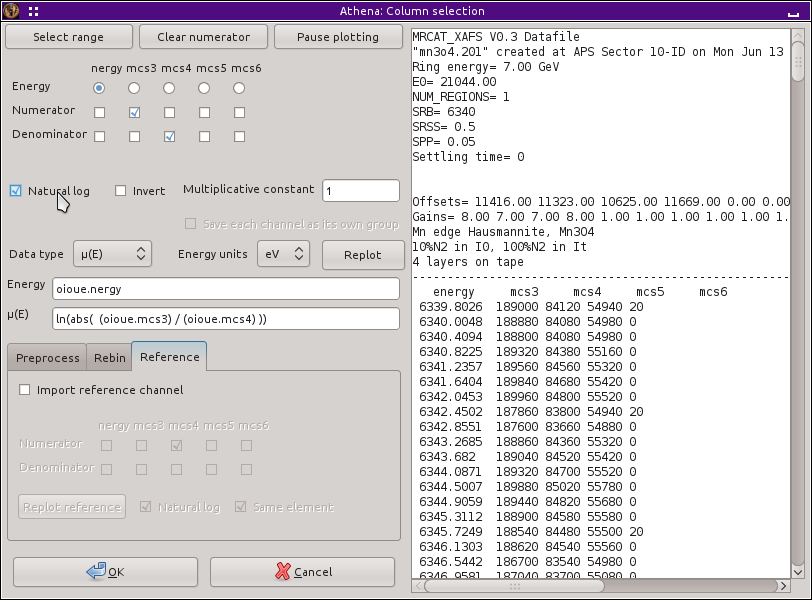 Athena: Column selection
Select range
Clear numerator
Pause plotting
nergy mcs3 mcs4 mcs5 mcs6
Energy
Numerator
Denominator
Natural log
Invert
Multiplicative constant
1
Save each channel as its own group
Data type
μ(E)
Energy units
eV
Replot
Energy
oioue.nergy
μ(E)
ln(abs( (oioue.mcs3) / (oioue.mcs4) ))
Preprocess
Rebin
Reference
Import reference channel
nergy mcs3 mcs4 mcs5 mcs6
Numerator
Denominator
Replot reference
Natural log
Same element
OK
Cancel
MRCAT_XAFS V0.3 Datafile
"mn3o4.201" created at APS Sector 10-ID on Mon Jun 13
Ring energy= 7.00 GeV
E0= 21044.00
NUM_REGIONS= 1
SRB= 6340
SRSS= 0.5
SPP= 0.05
Settling time= 0
Offsets= 11416.00 11323.00 10625.00 11669.00 0.00 0.00
Gains= 8.00 7.00 7.00 8.00 1.00 1.00 1.00 1.00 1.00 1.
Mn edge Hausmannite, Mn3O4
10%N2 in I0, 100%N2 in It
4 layers on tape
energy mcs3 mcs4 mcs5 mcs6
6339.8026 189000 84120 54940 20
6340.0048 188880 84080 54980 0
6340.4094 188800 84080 54980 0
6340.8225 189320 84380 55160 0
6341.2357 189560 84560 55320 0
6341.6404 189840 84680 55420 0
6342.0453 189960 84800 55520 0
6342.4502 187860 83800 54940 20
6342.8551 187600 83660 54880 0
6343.2685 188860 84360 55320 0
6343.682 189040 84520 55420 0
6344.0871 189320 84700 55520 0
6344.5007 189880 85020 55780 0
6344.9059 189440 84820 55680 0
6345.3112 188900 84580 55580 0
6345.7249 188540 84480 55500 20
6346.1303 188620 84540 55560 0
6346.5442 186700 83540 54980 0
6346.9581 187040 83700 55080 0